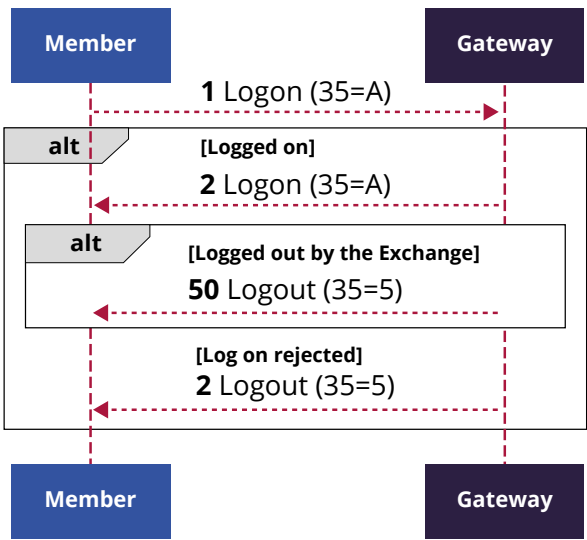 Member
Gateway
1 Logon (35=A)
alt
[Logged on]
2 Logon (35=A)
alt
[Logged out by the Exchange]
50 Logout (35=5)
[Log on rejected]
2 Logout (35=5)
Member
Gateway